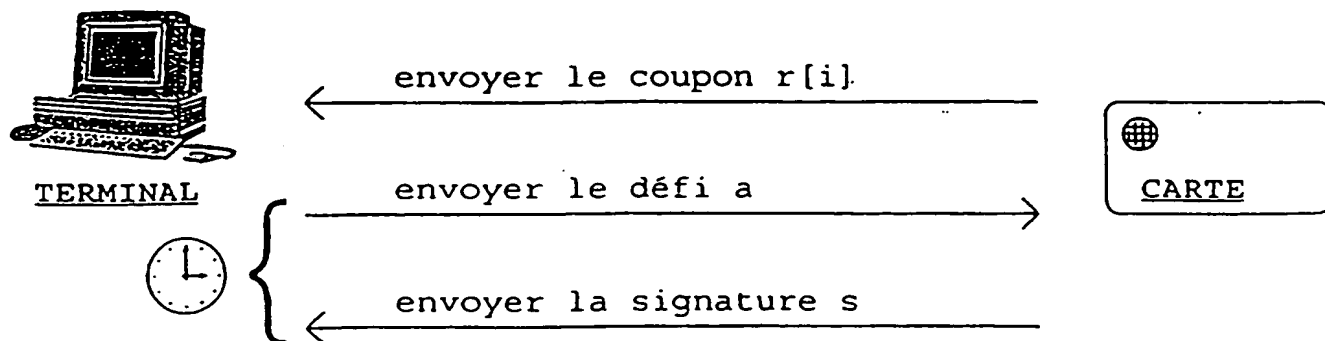 envoyer le coupon r[i]
TERMINAL
envoyer le défi a
CARTE
envoyer la signature s